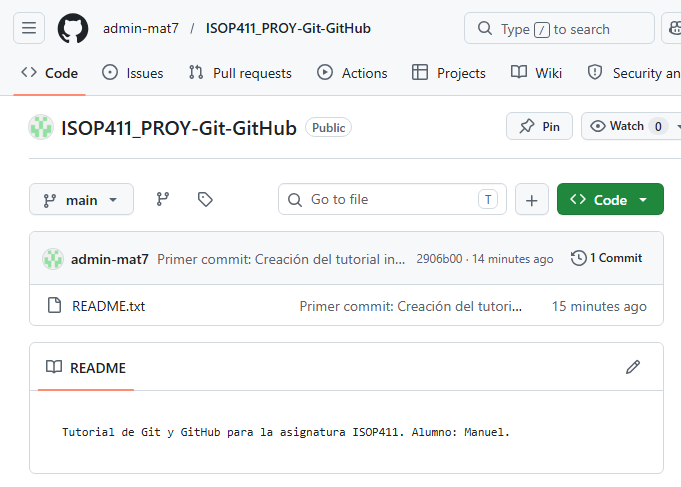 admin-mat7 / ISOP411_PROY-Git-GitHub
Type / to search
Code Issues Pull requests Actions Projects Wiki Security an
ISOP411_PROY-Git-GitHub Public
Pin Watch 0
main
Go to file T
+
Code
admin-mat7 Primer commit: Creación del tutorial in... 2906b00 · 14 minutes ago 1 Commit
README.txt Primer commit: Creación del tutori... 15 minutes ago
README
Tutorial de Git y GitHub para la asignatura ISOP411. Alumno: Manuel.